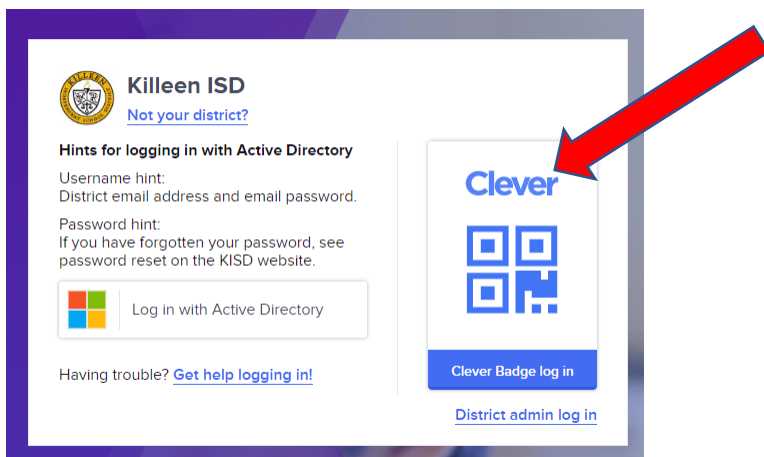 Killeen ISD
Not your district?
Hints for logging in with Active Directory
Username hint:
District email address and email password.
Password hint:
If you have forgotten your password, see
password reset on the KISD website.
Log in with Active Directory
Having trouble? Get help logging in!
Clever
Clever Badge log in
District admin log in